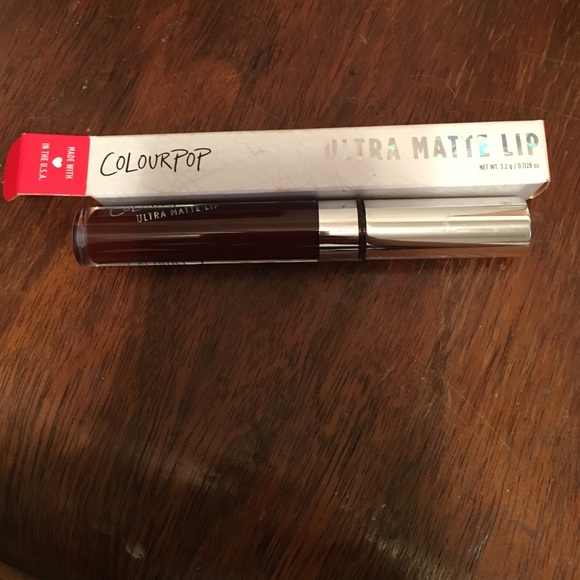 MADE WITH
IN THE U.S.A.
COLOURPOP
ULTRA MATTE LIP
NET WT. 3.2 g / 0.1128 oz
ULTRA MATTE LIP